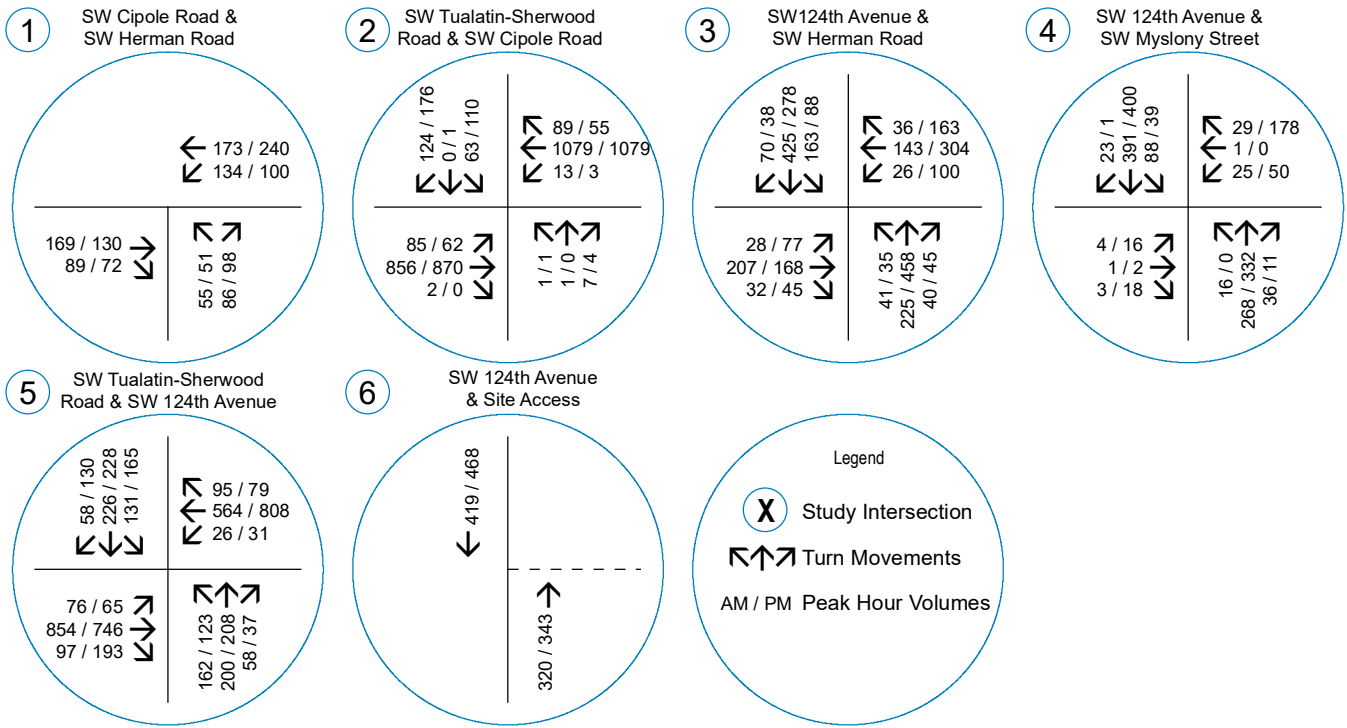 1
SW Cipole Road &
SW Herman Road
173 / 240
134 / 100
169 / 130
89 / 72
55 / 51
86 / 98
2
SW Tualatin-Sherwood
Road & SW Cipole Road
124 / 176
0 / 1
63 / 110
89 / 55
1079 / 1079
13 / 3
85 / 62
856 / 870
2 / 0
1 / 1
1 / 0
7 / 4
3
SW124th Avenue &
SW Herman Road
70 / 38
425 / 278
163 / 88
36 / 163
143 / 304
26 / 100
28 / 77
207 / 168
32 / 45
41 / 35
225 / 458
40 / 45
4
SW 124th Avenue &
SW Myslony Street
23 / 1
391 / 400
88 / 39
29 / 178
1 / 0
25 / 50
4 / 16
1 / 2
3 / 18
16 / 0
268 / 332
36 / 11
5
SW Tualatin-Sherwood
Road & SW 124th Avenue
58 / 130
226 / 228
131 / 165
95 / 79
564 / 808
26 / 31
76 / 65
854 / 746
97 / 193
162 / 123
200 / 208
58 / 37
6
SW 124th Avenue
& Site Access
419 / 468
320 / 343
Legend
X Study Intersection
Turn Movements
AM / PM Peak Hour Volumes